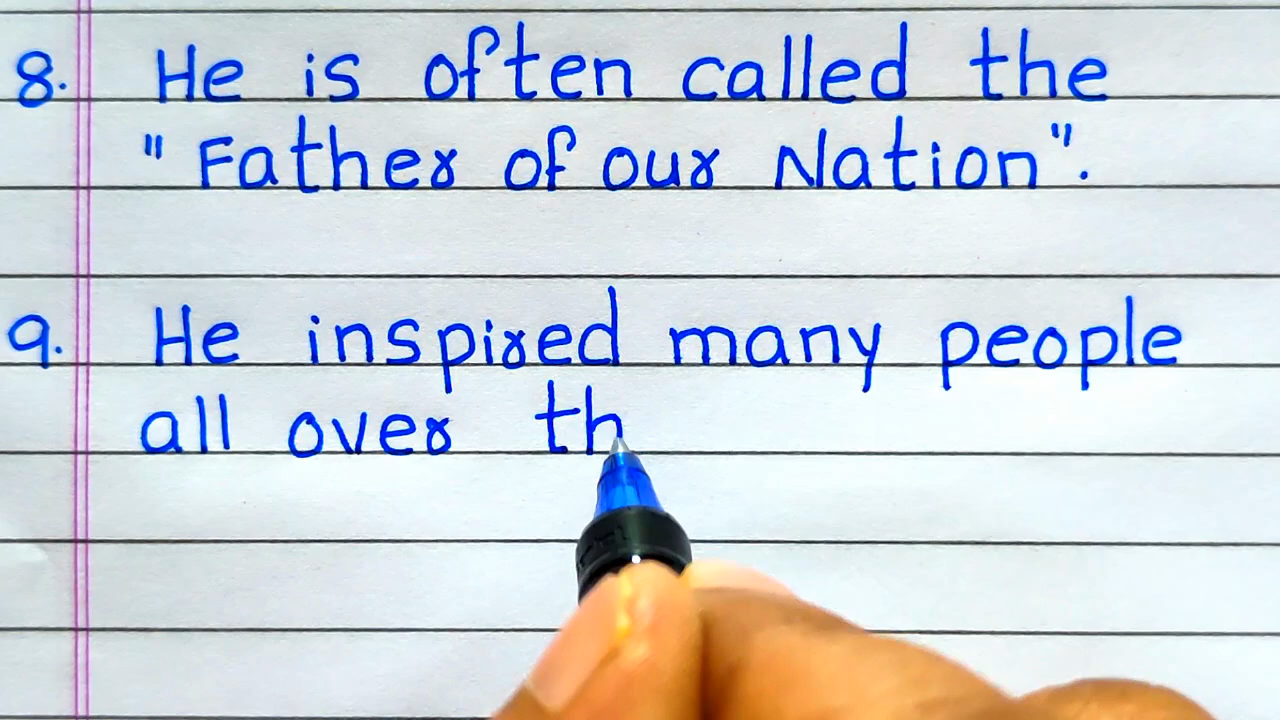 8. He is often called the
"Father of our Nation".
9. He inspired many people
all over th